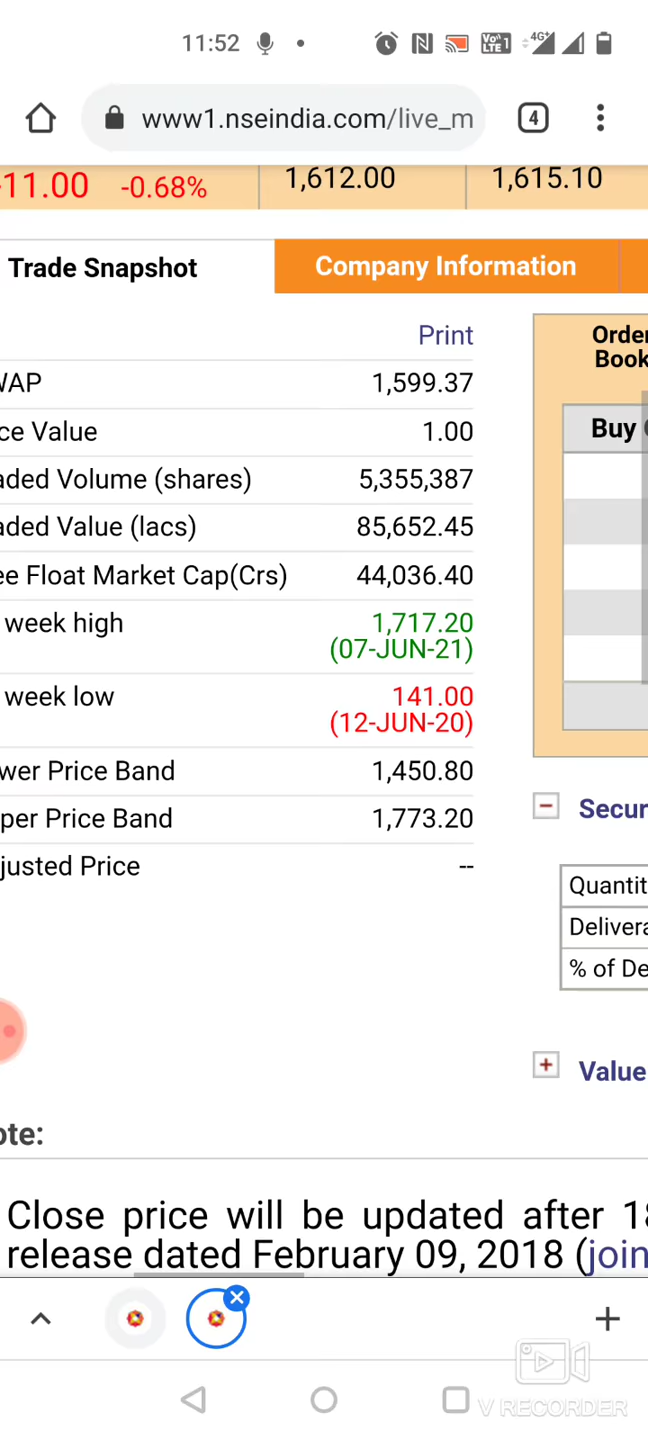 11:52
4G+
Vo))
LTE 1
www1.nseindia.com/live_m
4
-11.00 -0.68% 1,612.00 1,615.10
Trade Snapshot Company Information
Print
WAP 1,599.37
ce Value 1.00
aded Volume (shares) 5,355,387
aded Value (lacs) 85,652.45
ee Float Market Cap(Crs) 44,036.40
week high 1,717.20
(07-JUN-21)
week low 141.00
(12-JUN-20)
wer Price Band 1,450.80
per Price Band 1,773.20
justed Price --
Order
Book
Buy
Secur
Quantit
Delivera
% of De
Value
ote:
Close price will be updated after 18
release dated February 09, 2018 (join
V RECORDER